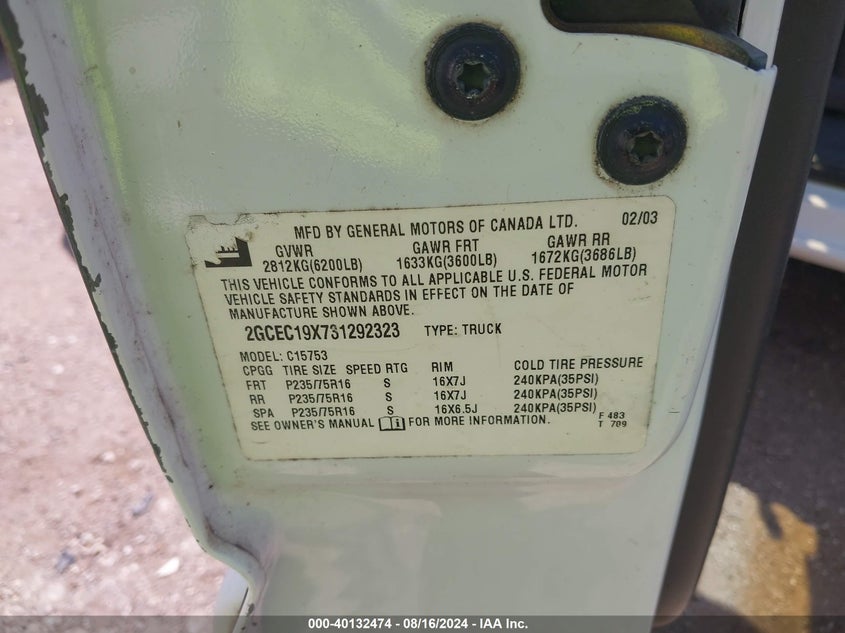 MFD BY GENERAL MOTORS OF CANADA LTD. 02/03
GVWR GAWR FRT GAWR RR
2812KG(6200LB) 1633KG(3600LB) 1672KG(3686LB)
THIS VEHICLE CONFORMS TO ALL APPLICABLE U.S. FEDERAL MOTOR
VEHICLE SAFETY STANDARDS IN EFFECT ON THE DATE OF
MANUFACTURE SHOWN ABOVE.
2GCEC19X731292323 TYPE: TRUCK
MODEL: C15753
CPGG TIRE SIZE SPEED RTG RIM COLD TIRE PRESSURE
FRT P235/75R16 S 16X7J 240KPA(35PSI)
RR P235/75R16 S 16X7J 240KPA(35PSI)
SPA P235/75R16 S 16X6.5J 240KPA(35PSI)
SEE OWNER'S MANUAL FOR MORE INFORMATION.
F 483
T 709
000-40132474 - 08/16/2024 - IAA Inc.